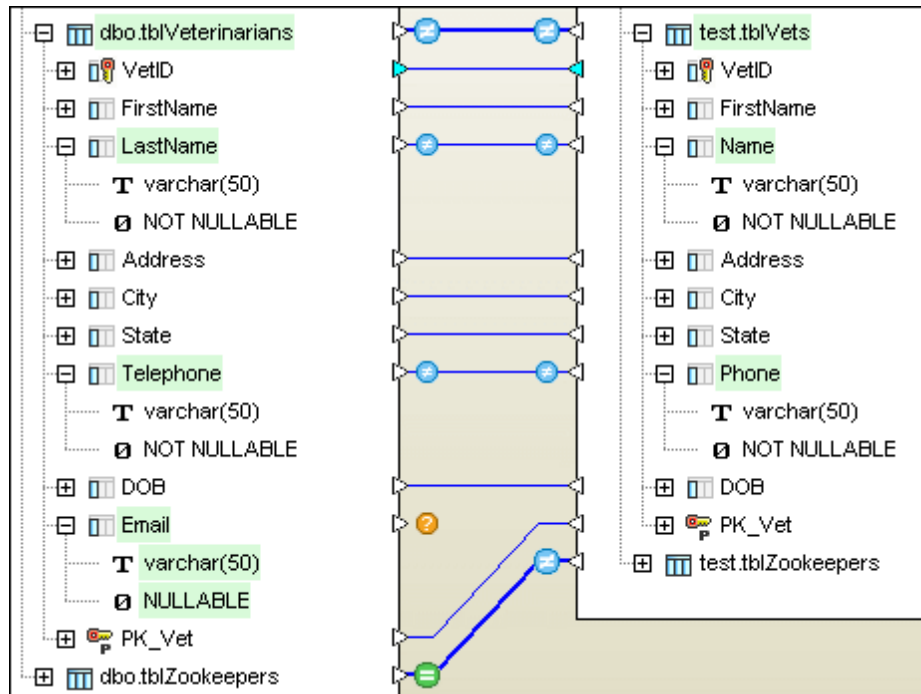 dbo.tblVeterinarians
VetID
FirstName
LastName
T varchar(50)
Ø NOT NULLABLE
Address
City
State
Telephone
T varchar(50)
Ø NOT NULLABLE
DOB
Email
T varchar(50)
Ø NULLABLE
PK_Vet
dbo.tblZookeepers
≠ ≠
≠ ≠
≠ ≠
?
≠
=
test.tblVets
VetID
FirstName
Name
T varchar(50)
Ø NOT NULLABLE
Address
City
State
Phone
T varchar(50)
Ø NOT NULLABLE
DOB
PK_Vet
test.tblZookeepers